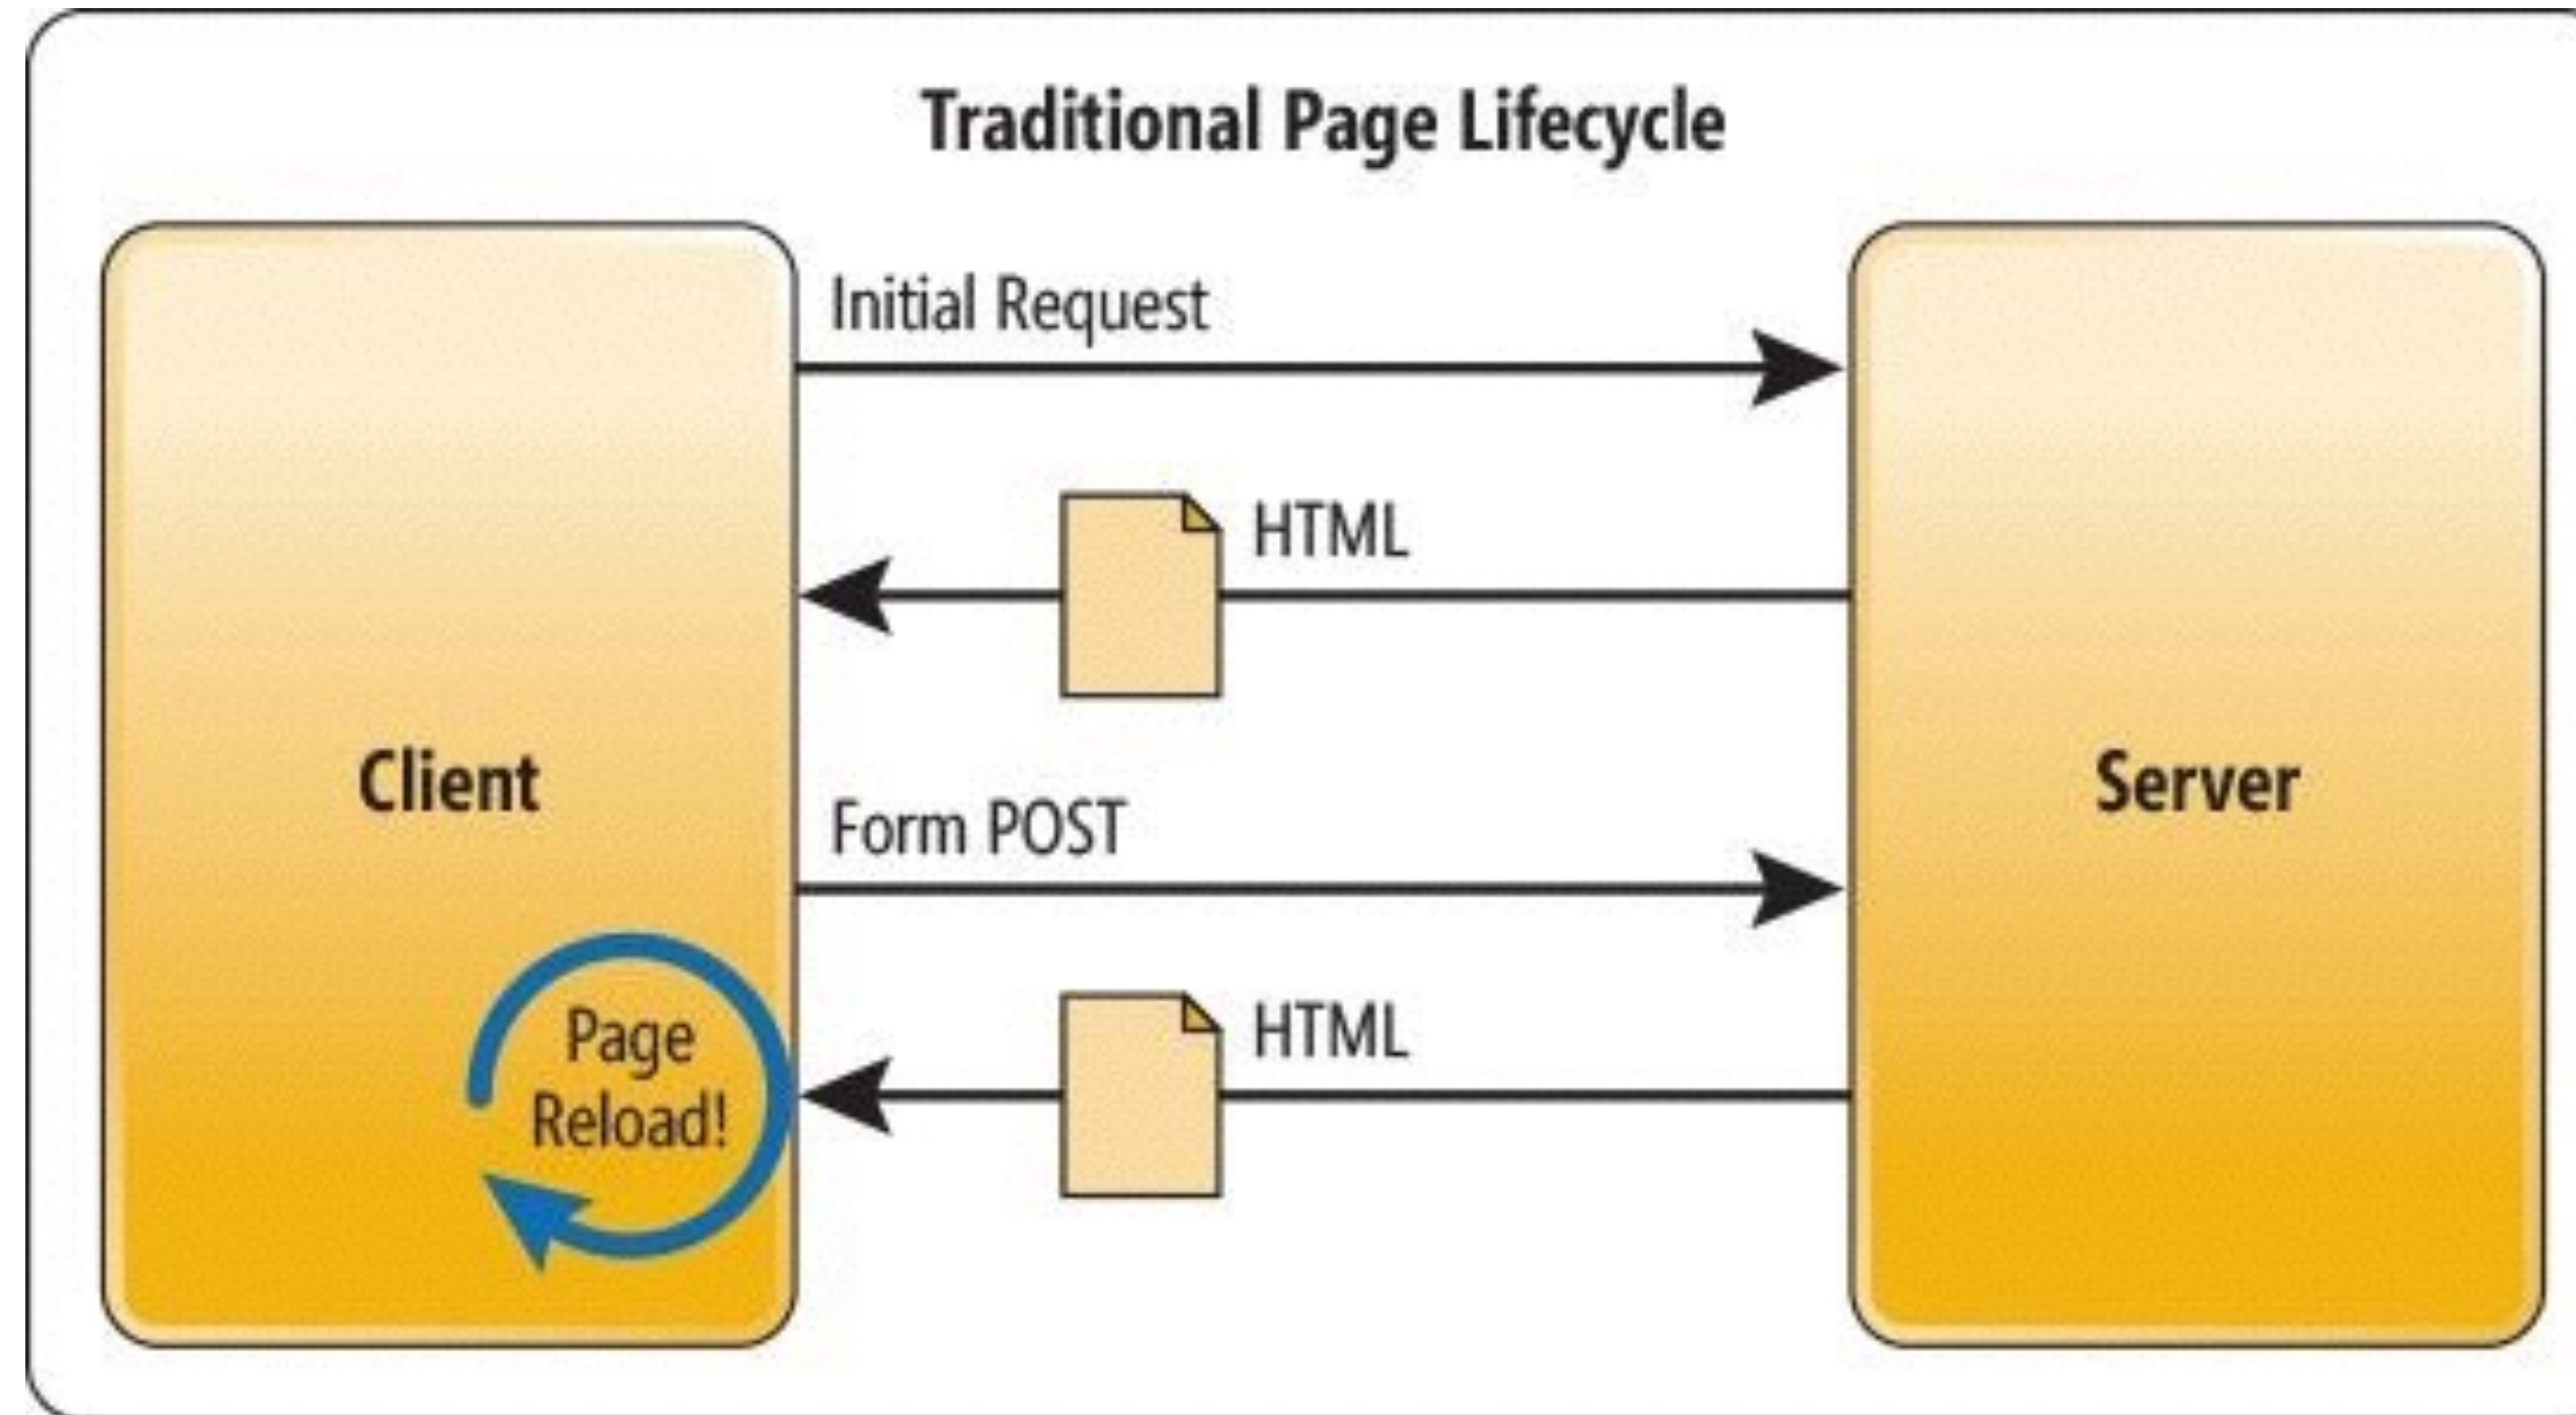 Traditional Page Lifecycle
Initial Request
HTML
Client
Server
Form POST
Page
Reload!
HTML